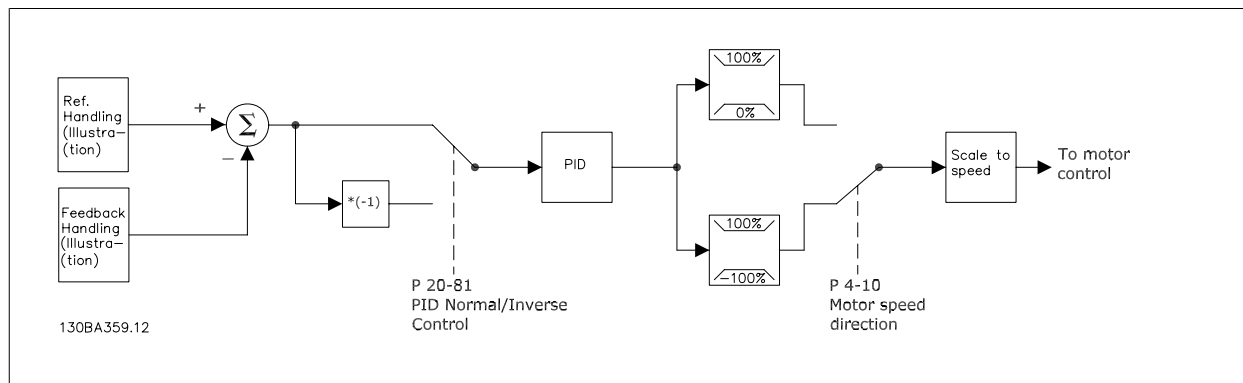 Ref.
Handling
(Illustra-
(tion)
+
Σ
−
Feedback
Handling
(Illustra-
(tion)
*(-1)
P 20-81
PID Normal/Inverse
Control
PID
100%
0%
100%
-100%
P 4-10
Motor speed
direction
Scale to
speed
To motor
control
130BA359.12